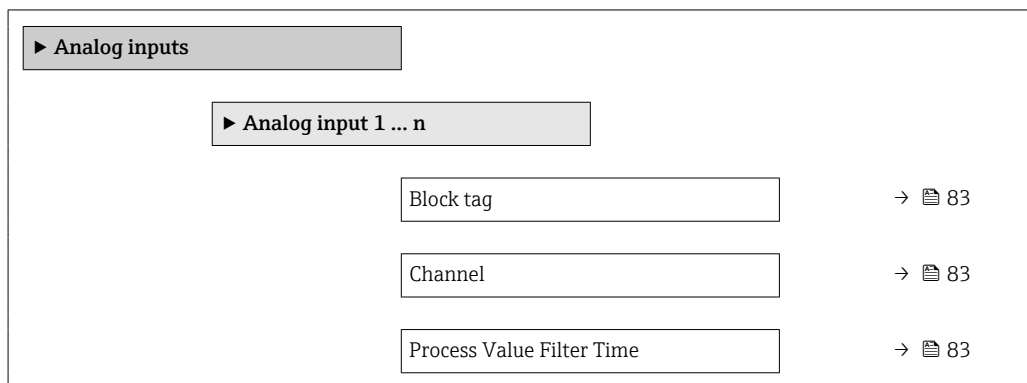 ▶ Analog inputs
▶ Analog input 1 ... n
Block tag → 83
Channel → 83
Process Value Filter Time → 83